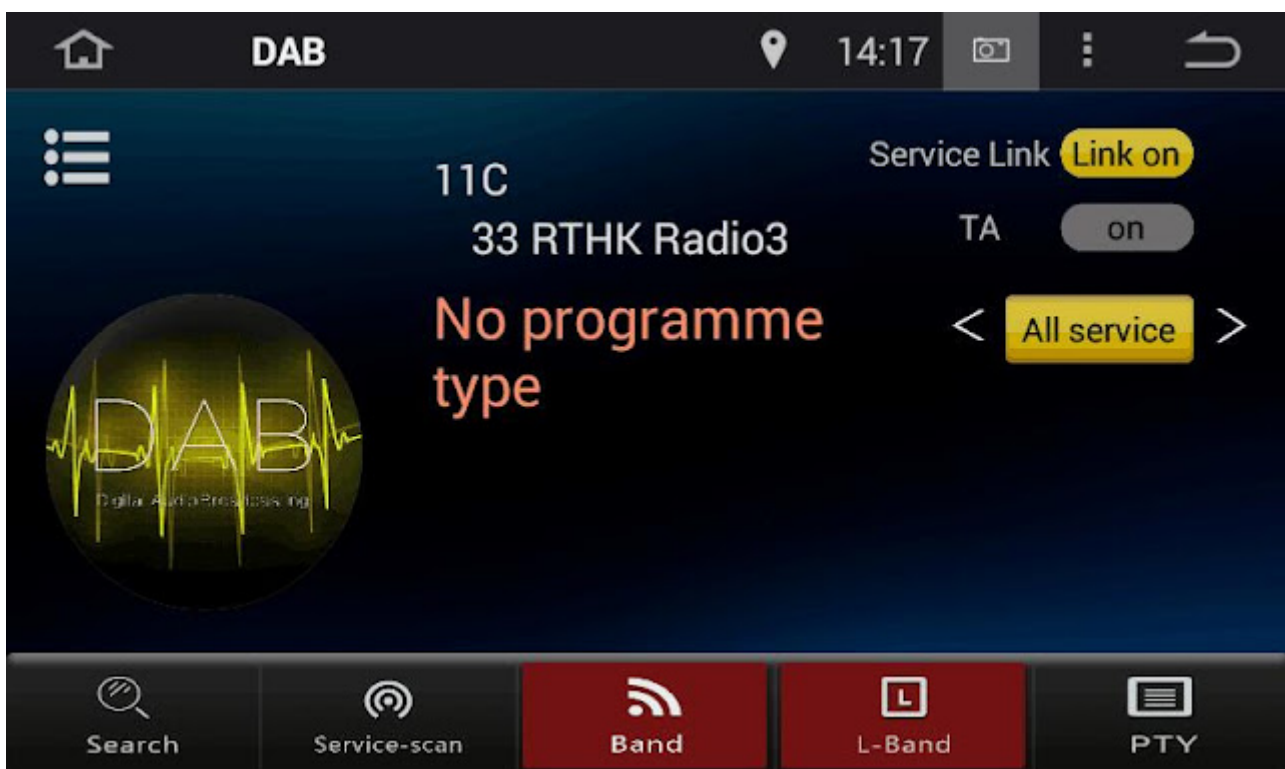 DAB
14:17
11C
33 RTHK Radio3
No programme
type
Service Link Link on
TA on
< All service >
DAB
Search
Service-scan
Band
L
L-Band
PTY